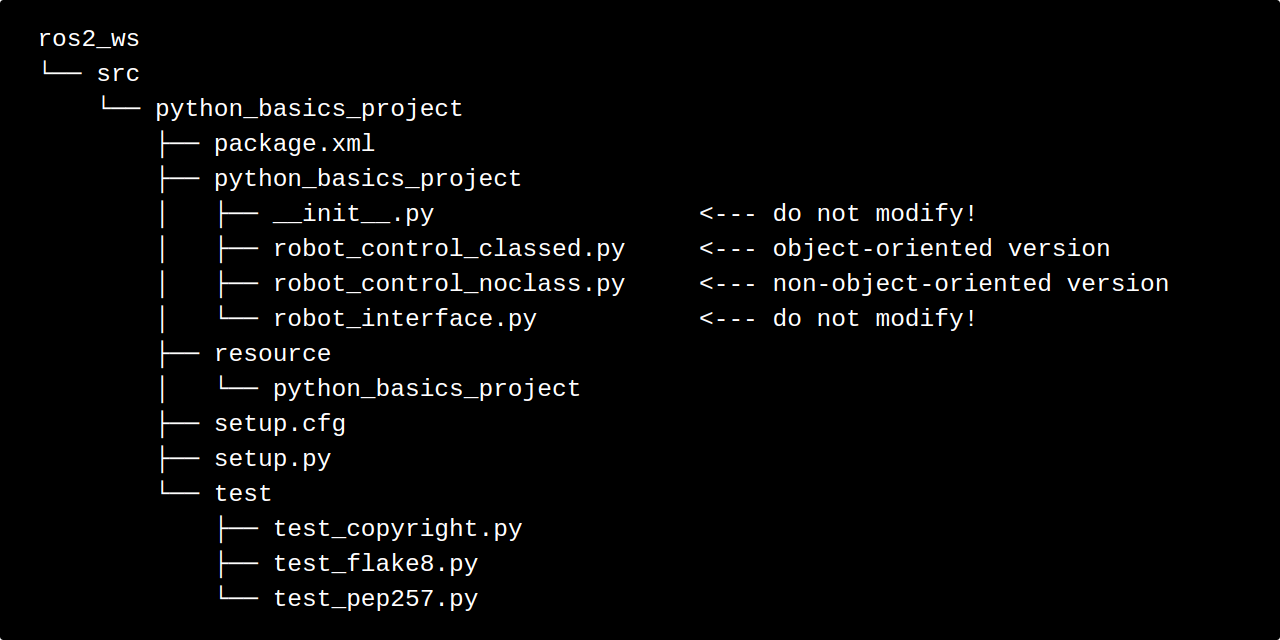 ros2_ws
└── src
    └── python_basics_project
        ├── package.xml
        ├── python_basics_project
        │   ├── __init__.py                  <--- do not modify!
        │   ├── robot_control_classed.py     <--- object-oriented version
        │   ├── robot_control_noclass.py     <--- non-object-oriented version
        │   └── robot_interface.py           <--- do not modify!
        ├── resource
        │   └── python_basics_project
        ├── setup.cfg
        ├── setup.py
        └── test
            ├── test_copyright.py
            ├── test_flake8.py
            └── test_pep257.py